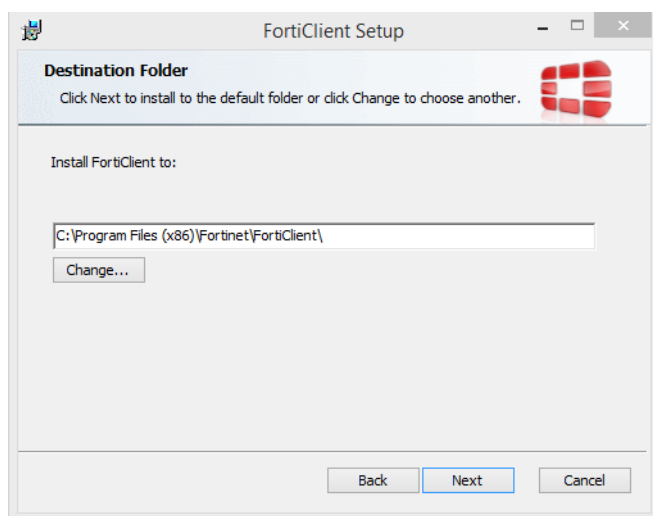 FortiClient Setup
Destination Folder
Click Next to install to the default folder or click Change to choose another.
Install FortiClient to:
C:\Program Files (x86)\Fortinet\FortiClient\
Change...
Back
Next
Cancel